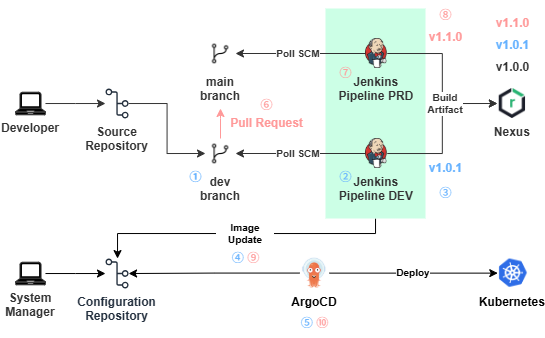 ⑧
v1.1.0
v1.1.0
v1.0.1
v1.0.0
Poll SCM
main
branch
⑦
Jenkins
Pipeline PRD
Build
Artifact
Nexus
Developer
Source
Repository
⑥
Pull Request
①
dev
branch
Poll SCM
②
Jenkins
Pipeline DEV
v1.0.1
③
Image
Update
④ ⑨
System
Manager
Configuration
Repository
ArgoCD
⑤ ⑩
Deploy
Kubernetes